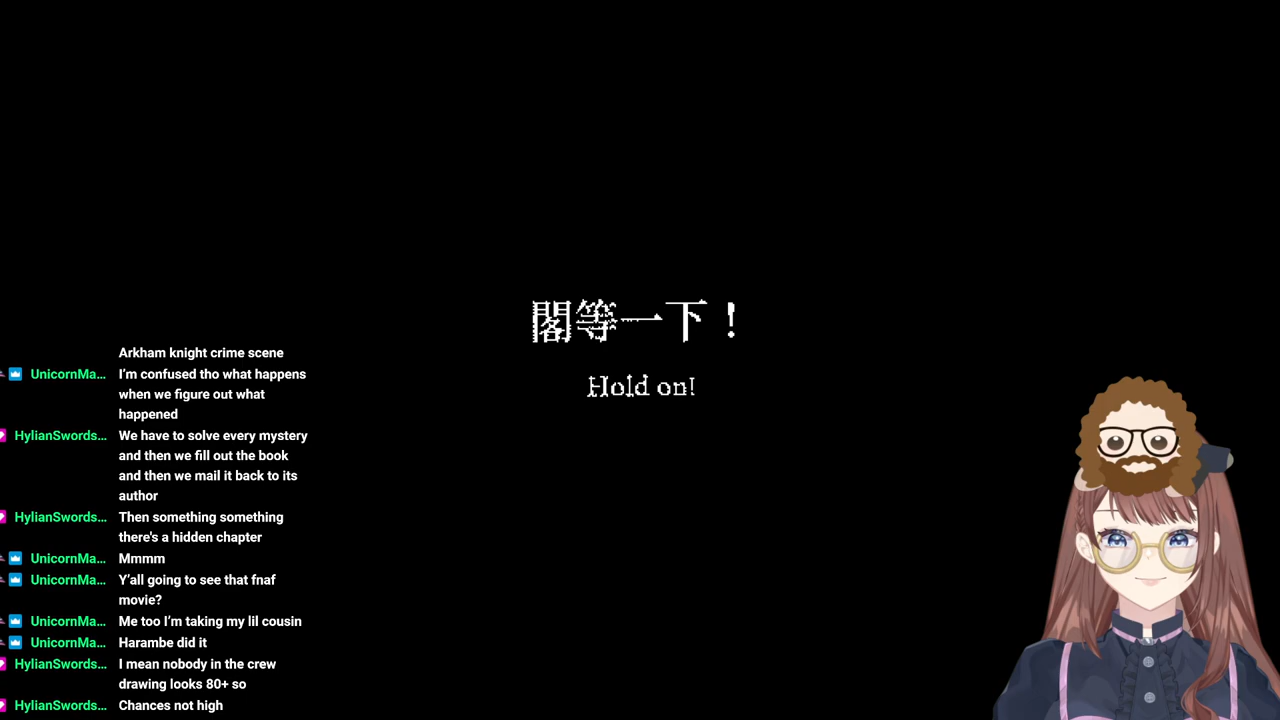 閣等一下！
Hold on!
Arkham knight crime scene
UnicornMa... I'm confused tho what happens
when we figure out what
happened
HylianSwords... We have to solve every mystery
and then we fill out the book
and then we mail it back to its
author
HylianSwords... Then something something
there's a hidden chapter
UnicornMa... Mmmm
UnicornMa... Y'all going to see that fnaf
movie?
UnicornMa... Me too I'm taking my lil cousin
UnicornMa... Harambe did it
HylianSwords... I mean nobody in the crew
drawing looks 80+ so
HylianSwords... Chances not high